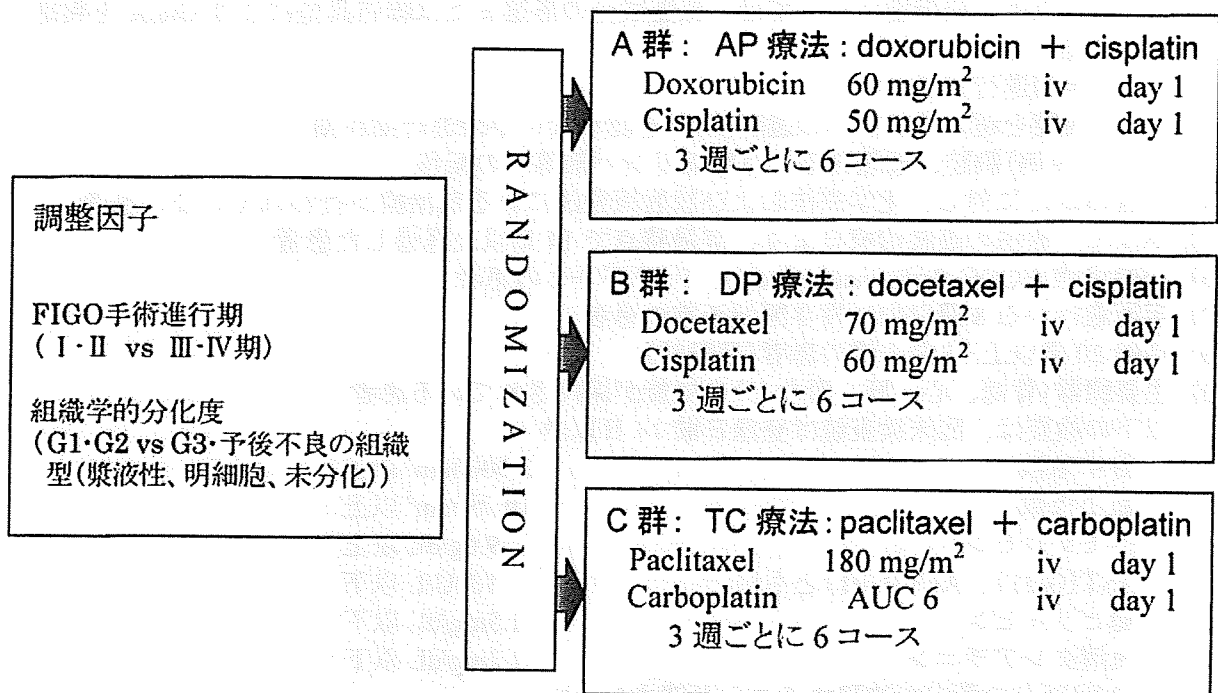 調整因子
FIGO手術進行期
(Ⅰ·Ⅱ vs Ⅲ-Ⅳ期)
組織学的分化度
(G1·G2 vs G3·予後不良の組織
型(漿液性、明細胞、未分化))
RANDOMIZATION
A 群： AP 療法：doxorubicin ＋ cisplatin
Doxorubicin 60 mg/m² iv day 1
Cisplatin 50 mg/m² iv day 1
3 週ごとに 6 コース
B 群： DP 療法：docetaxel ＋ cisplatin
Docetaxel 70 mg/m² iv day 1
Cisplatin 60 mg/m² iv day 1
3 週ごとに 6 コース
C 群： TC 療法：paclitaxel ＋ carboplatin
Paclitaxel 180 mg/m² iv day 1
Carboplatin AUC 6 iv day 1
3 週ごとに 6 コース